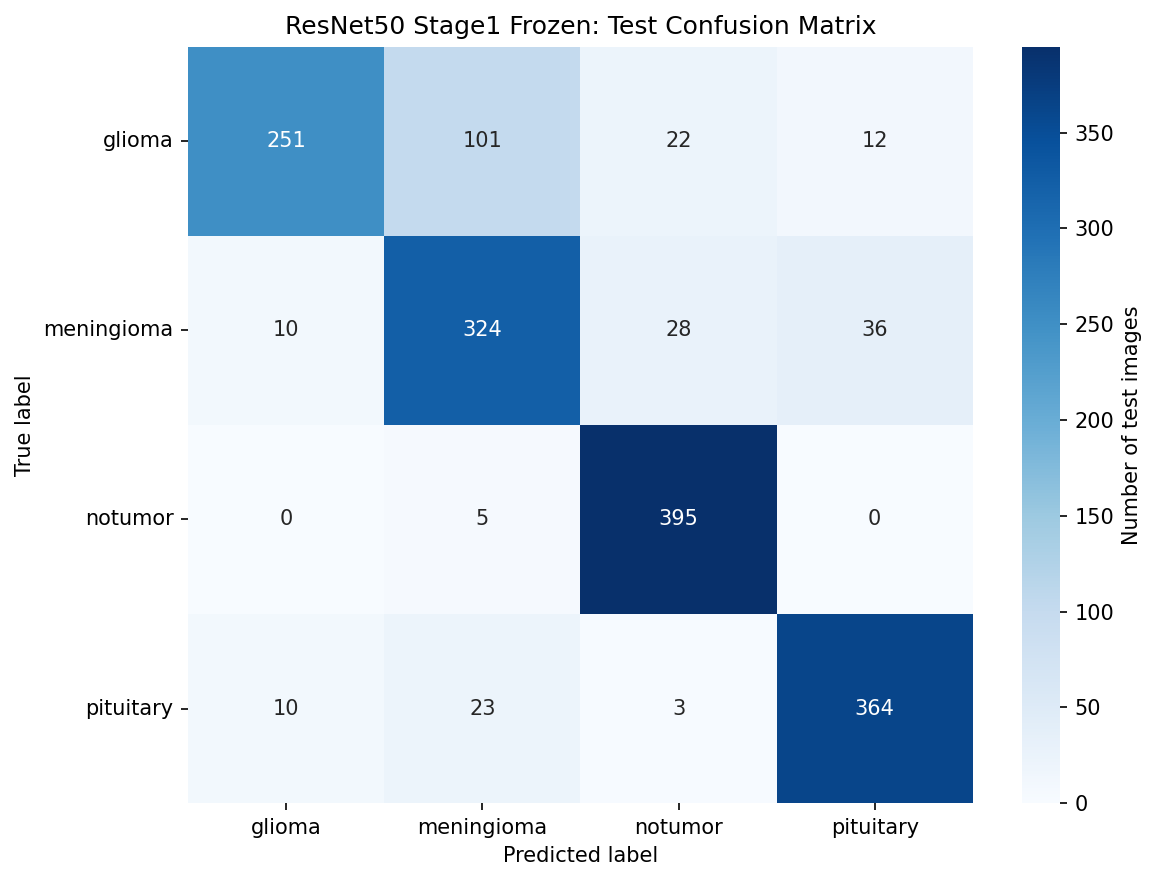 ResNet50 Stage1 Frozen: Test Confusion Matrix
True label
glioma 251 101 22 12
meningioma 10 324 28 36
notumor 0 5 395 0
pituitary 10 23 3 364
glioma meningioma notumor pituitary
Predicted label
350
300
250
200
150
100
50
0
Number of test images